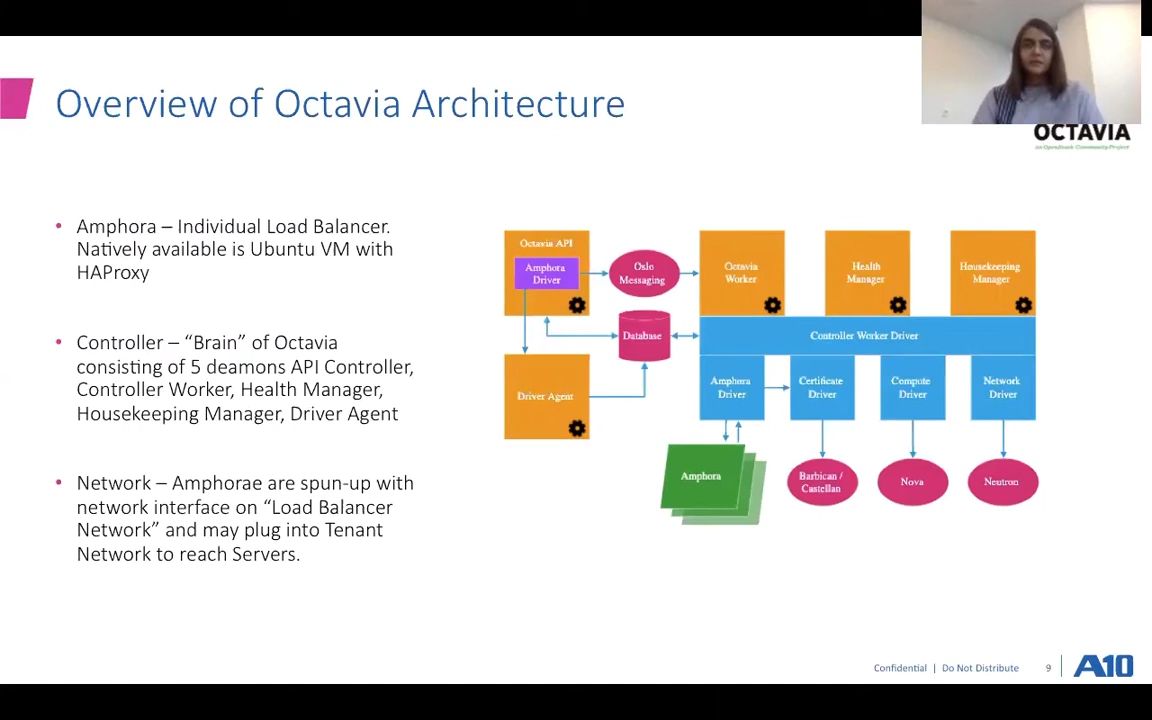 Overview of Octavia Architecture
OCTAVIA
an OpenStack Community Project
• Amphora – Individual Load Balancer.
Natively available is Ubuntu VM with
HAProxy
• Controller – “Brain” of Octavia
consisting of 5 deamons API Controller,
Controller Worker, Health Manager,
Housekeeping Manager, Driver Agent
• Network – Amphorae are spun-up with
network interface on “Load Balancer
Network” and may plug into Tenant
Network to reach Servers.
Octavia API
Amphora
Driver
Oslo
Messaging
Octavia
Worker
Health
Manager
Housekeeping
Manager
Database
Controller Worker Driver
Driver Agent
Amphora
Driver
Certificate
Driver
Compute
Driver
Network
Driver
Amphora
Barbican /
Castellan
Nova
Neutron
Confidential | Do Not Distribute
9
A10